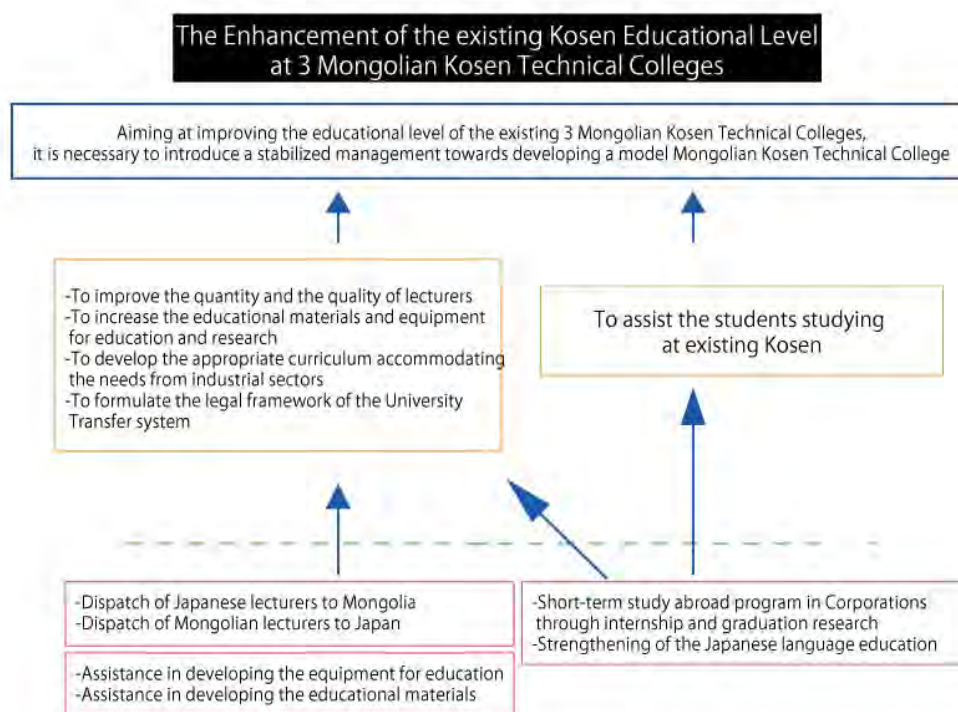 The Enhancement of the existing Kosen Educational Level
at 3 Mongolian Kosen Technical Colleges
Aiming at improving the educational level of the existing 3 Mongolian Kosen Technical Colleges,
it is necessary to introduce a stabilized management towards developing a model Mongolian Kosen Technical College
-To improve the quantity and the quality of lecturers
-To increase the educational materials and equipment
for education and research
-To develop the appropriate curriculum accommodating
the needs from industrial sectors
-To formulate the legal framework of the University
Transfer system
To assist the students studying
at existing Kosen
-Dispatch of Japanese lecturers to Mongolia
-Dispatch of Mongolian lecturers to Japan
-Assistance in developing the equipment for education
-Assistance in developing the educational materials
-Short-term study abroad program in Corporations
through internship and graduation research
-Strengthening of the Japanese language education